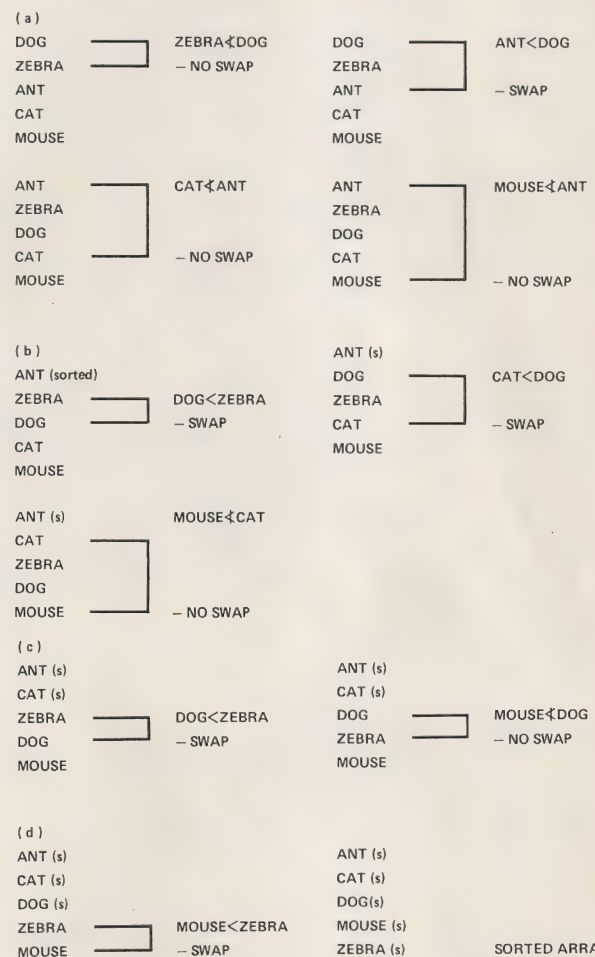 (a)
DOG ZEBRA≮DOG
ZEBRA – NO SWAP
ANT
CAT
MOUSE
DOG ANT<DOG
ZEBRA
ANT – SWAP
CAT
MOUSE
ANT CAT≮ANT
ZEBRA
DOG
CAT – NO SWAP
MOUSE
ANT MOUSE≮ANT
ZEBRA
DOG
CAT
MOUSE – NO SWAP
(b)
ANT (sorted)
ZEBRA DOG<ZEBRA
DOG – SWAP
CAT
MOUSE
ANT (s)
DOG CAT<DOG
ZEBRA
CAT – SWAP
MOUSE
ANT (s) MOUSE≮CAT
CAT
ZEBRA
DOG
MOUSE – NO SWAP
(c)
ANT (s)
CAT (s)
ZEBRA DOG<ZEBRA
DOG – SWAP
MOUSE
ANT (s)
CAT (s)
DOG MOUSE≮DOG
ZEBRA – NO SWAP
MOUSE
(d)
ANT (s)
CAT (s)
DOG (s)
ZEBRA MOUSE<ZEBRA
MOUSE – SWAP
ANT (s)
CAT (s)
DOG(s)
MOUSE (s)
ZEBRA (s) SORTED ARRA